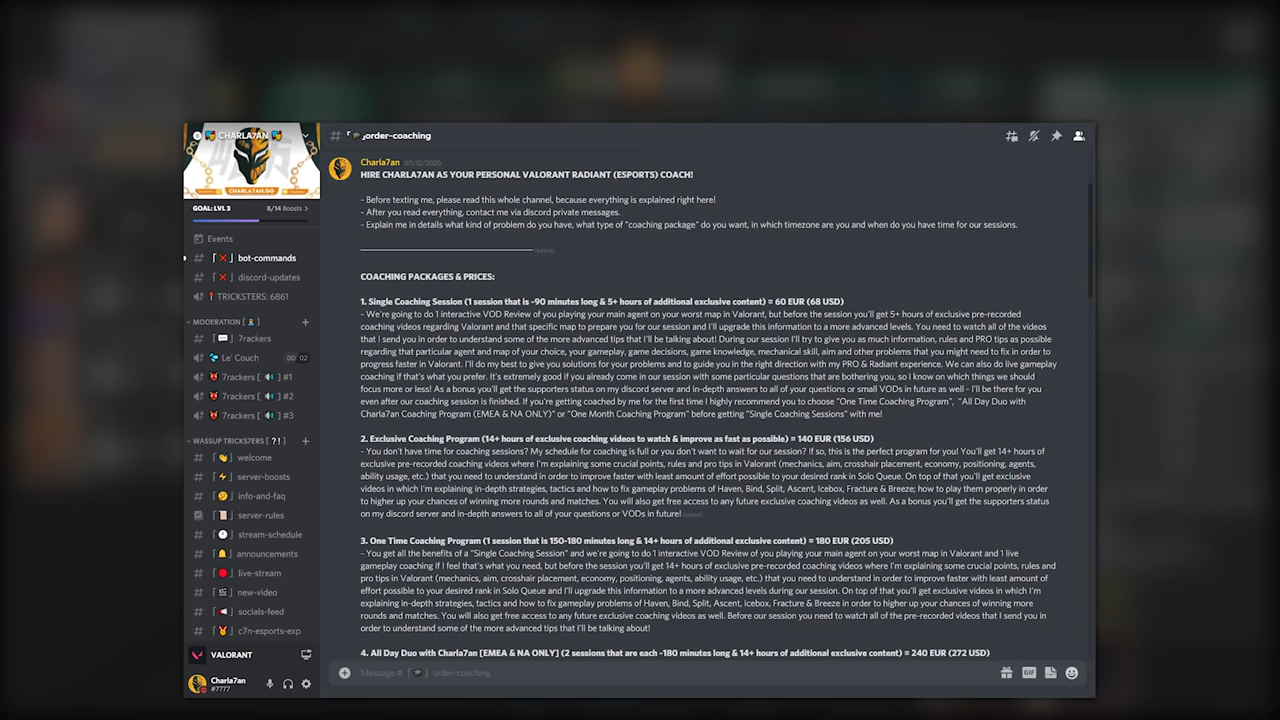 CHARLA7AN
CHARLA7AN.GG
GOAL: LVL 3 8/14 Boosts >
Events
# 「❌」bot-commands
# 「❌」discord-updates
TRICKSTERS: 6861
MODERATION [ ] +
# 「💬」7rackers
Le' Couch 00 02
7rackers [🔊] #1
7rackers [🔊] #2
7rackers [🔊] #3
WASSUP TRICKS7ERS [?!] +
# 「👋」welcome
# 「⚡」server-boosts
# 「🤔」info-and-faq
「📜」server-rules
# 「🕐」stream-schedule
# 「🔔」announcements
# 「🔴」live-stream
# 「🎬」new-video
# 「📢」socials-feed
# 「🏅」c7n-esports-exp
VALORANT
Charla7an
#7777
# 「🎓」order-coaching
Charla7an 07/12/2020
HIRE CHARLA7AN AS YOUR PERSONAL VALORANT RADIANT (ESPORTS) COACH!
- Before texting me, please read this whole channel, because everything is explained right here!
- After you read everything, contact me via discord private messages.
- Explain me in details what kind of problem do you have, what type of "coaching package" do you want, in which timezone are you and when do you have time for our sessions.
(edited)
COACHING PACKAGES & PRICES:
1. Single Coaching Session (1 session that is ~90 minutes long & 5+ hours of additional exclusive content) = 60 EUR (68 USD)
- We're going to do 1 interactive VOD Review of you playing your main agent on your worst map in Valorant, but before the session you'll get 5+ hours of exclusive pre-recorded
coaching videos regarding Valorant and that specific map to prepare you for our session and I'll upgrade this information to a more advanced levels. You need to watch all of the videos
that I send you in order to understand some of the more advanced tips that I'll be talking about! During our session I'll try to give you as much information, rules and PRO tips as possible
regarding that particular agent and map of your choice, your gameplay, game decisions, game knowledge, mechanical skill, aim and other problems that you might need to fix in order to
progress faster in Valorant. I'll do my best to give you solutions for your problems and to guide you in the right direction with my PRO & Radiant experience. We can also do live gameplay
coaching if that's what you prefer. It's extremely good if you already come in our session with some particular questions that are bothering you, so I know on which things we should
focus more or less! As a bonus you'll get the supporters status on my discord server and in-depth answers to all of your questions or small VODs in future as well - I'll be there for you
even after our coaching session is finished. If you're getting coached by me for the first time I highly recommend you to choose "One Time Coaching Program", "All Day Duo with
Charla7an Coaching Program (EMEA & NA ONLY)" or "One Month Coaching Program" before getting "Single Coaching Sessions" with me!
2. Exclusive Coaching Program (14+ hours of exclusive coaching videos to watch & improve as fast as possible) = 140 EUR (156 USD)
- You don't have time for coaching sessions? My schedule for coaching is full or you don't want to wait for our session? If so, this is the perfect program for you! You'll get 14+ hours of
exclusive pre-recorded coaching videos where I'm explaining some crucial points, rules and pro tips in Valorant (mechanics, aim, crosshair placement, economy, positioning, agents,
ability usage, etc.) that you need to understand in order to improve faster with least amount of effort possible to your desired rank in Solo Queue. On top of that you'll get exclusive
videos in which I'm explaining in-depth strategies, tactics and how to fix gameplay problems of Haven, Bind, Split, Ascent, Icebox, Fracture & Breeze; how to play them properly in order
to higher up your chances of winning more rounds and matches. You will also get free access to any future exclusive coaching videos as well. As a bonus you'll get the supporters status
on my discord server and in-depth answers to all of your questions or VODs in future! (edited)
3. One Time Coaching Program (1 session that is 150-180 minutes long & 14+ hours of additional exclusive content) = 180 EUR (205 USD)
- You get all the benefits of a "Single Coaching Session" and we're going to do 1 interactive VOD Review of you playing your main agent on your worst map in Valorant and 1 live
gameplay coaching If I feel that's what you need, but before the session you'll get 14+ hours of exclusive pre-recorded coaching videos where I'm explaining some crucial points, rules and
pro tips in Valorant (mechanics, aim, crosshair placement, economy, positioning, agents, ability usage, etc.) that you need to understand in order to improve faster with least amount of
effort possible to your desired rank in Solo Queue and I'll upgrade this information to a more advanced levels during our session. On top of that you'll get exclusive videos in which I'm
explaining in-depth strategies, tactics and how to fix gameplay problems of Haven, Bind, Split, Ascent, Icebox, Fracture & Breeze in order to higher up your chances of winning more
rounds and matches. You will also get free access to any future exclusive coaching videos as well. Before our session you need to watch all of the pre-recorded videos that I send you in
order to understand some of the more advanced tips that I'll be talking about!
4. All Day Duo with Charla7an [EMEA & NA ONLY] (2 sessions that are each ~180 minutes long & 14+ hours of additional exclusive content) = 240 EUR (272 USD)
Message #「🎓」order-coaching
GIF